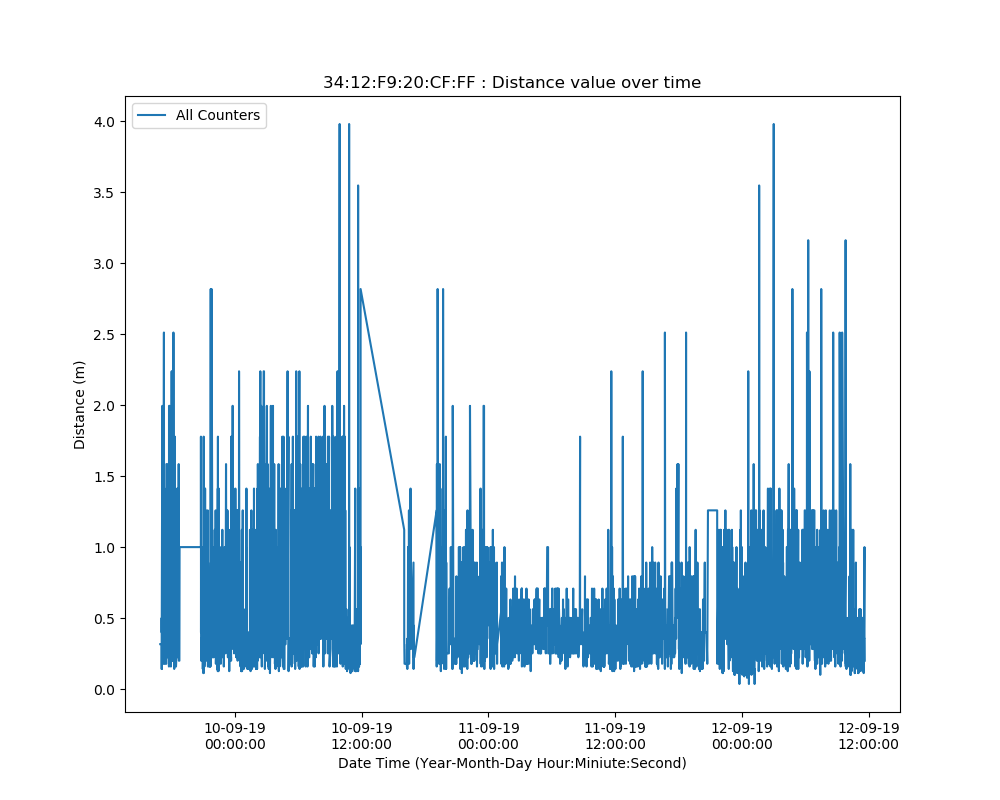 34:12:F9:20:CF:FF : Distance value over time
All Counters
4.0
3.5
3.0
2.5
2.0
1.5
1.0
0.5
0.0
Distance (m)
10-09-19 10-09-19 11-09-19 11-09-19 12-09-19 12-09-19
00:00:00 12:00:00 00:00:00 12:00:00 00:00:00 12:00:00
Date Time (Year-Month-Day Hour:Miniute:Second)